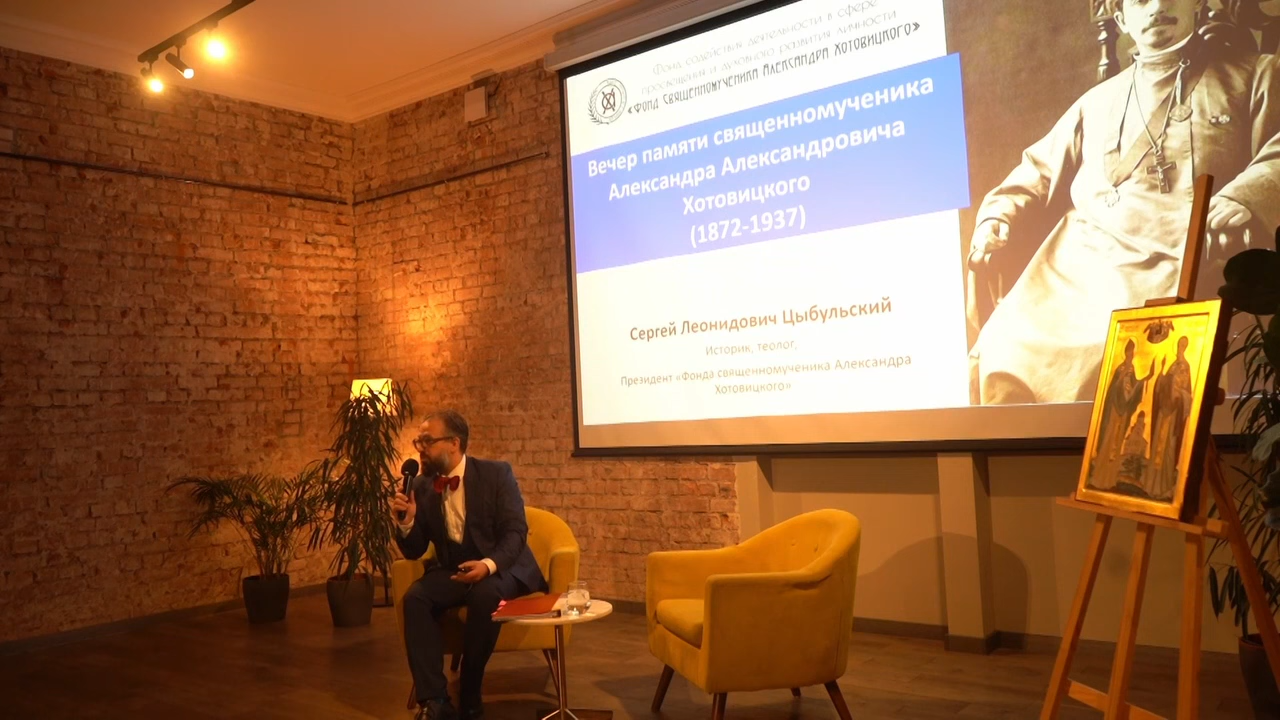 Фонд содействия деятельности в сфере
просвещения и духовного развития личности
«ФОНД СВЯЩЕННОМУЧЕНИКА АЛЕКСАНДРА ХОТОВИЦКОГО»
Вечер памяти священномученика
Александра Александровича
Хотовицкого
(1872-1937)
Сергей Леонидович Цыбульский
Историк, теолог,
Президент «Фонда священномученика Александра
Хотовицкого»